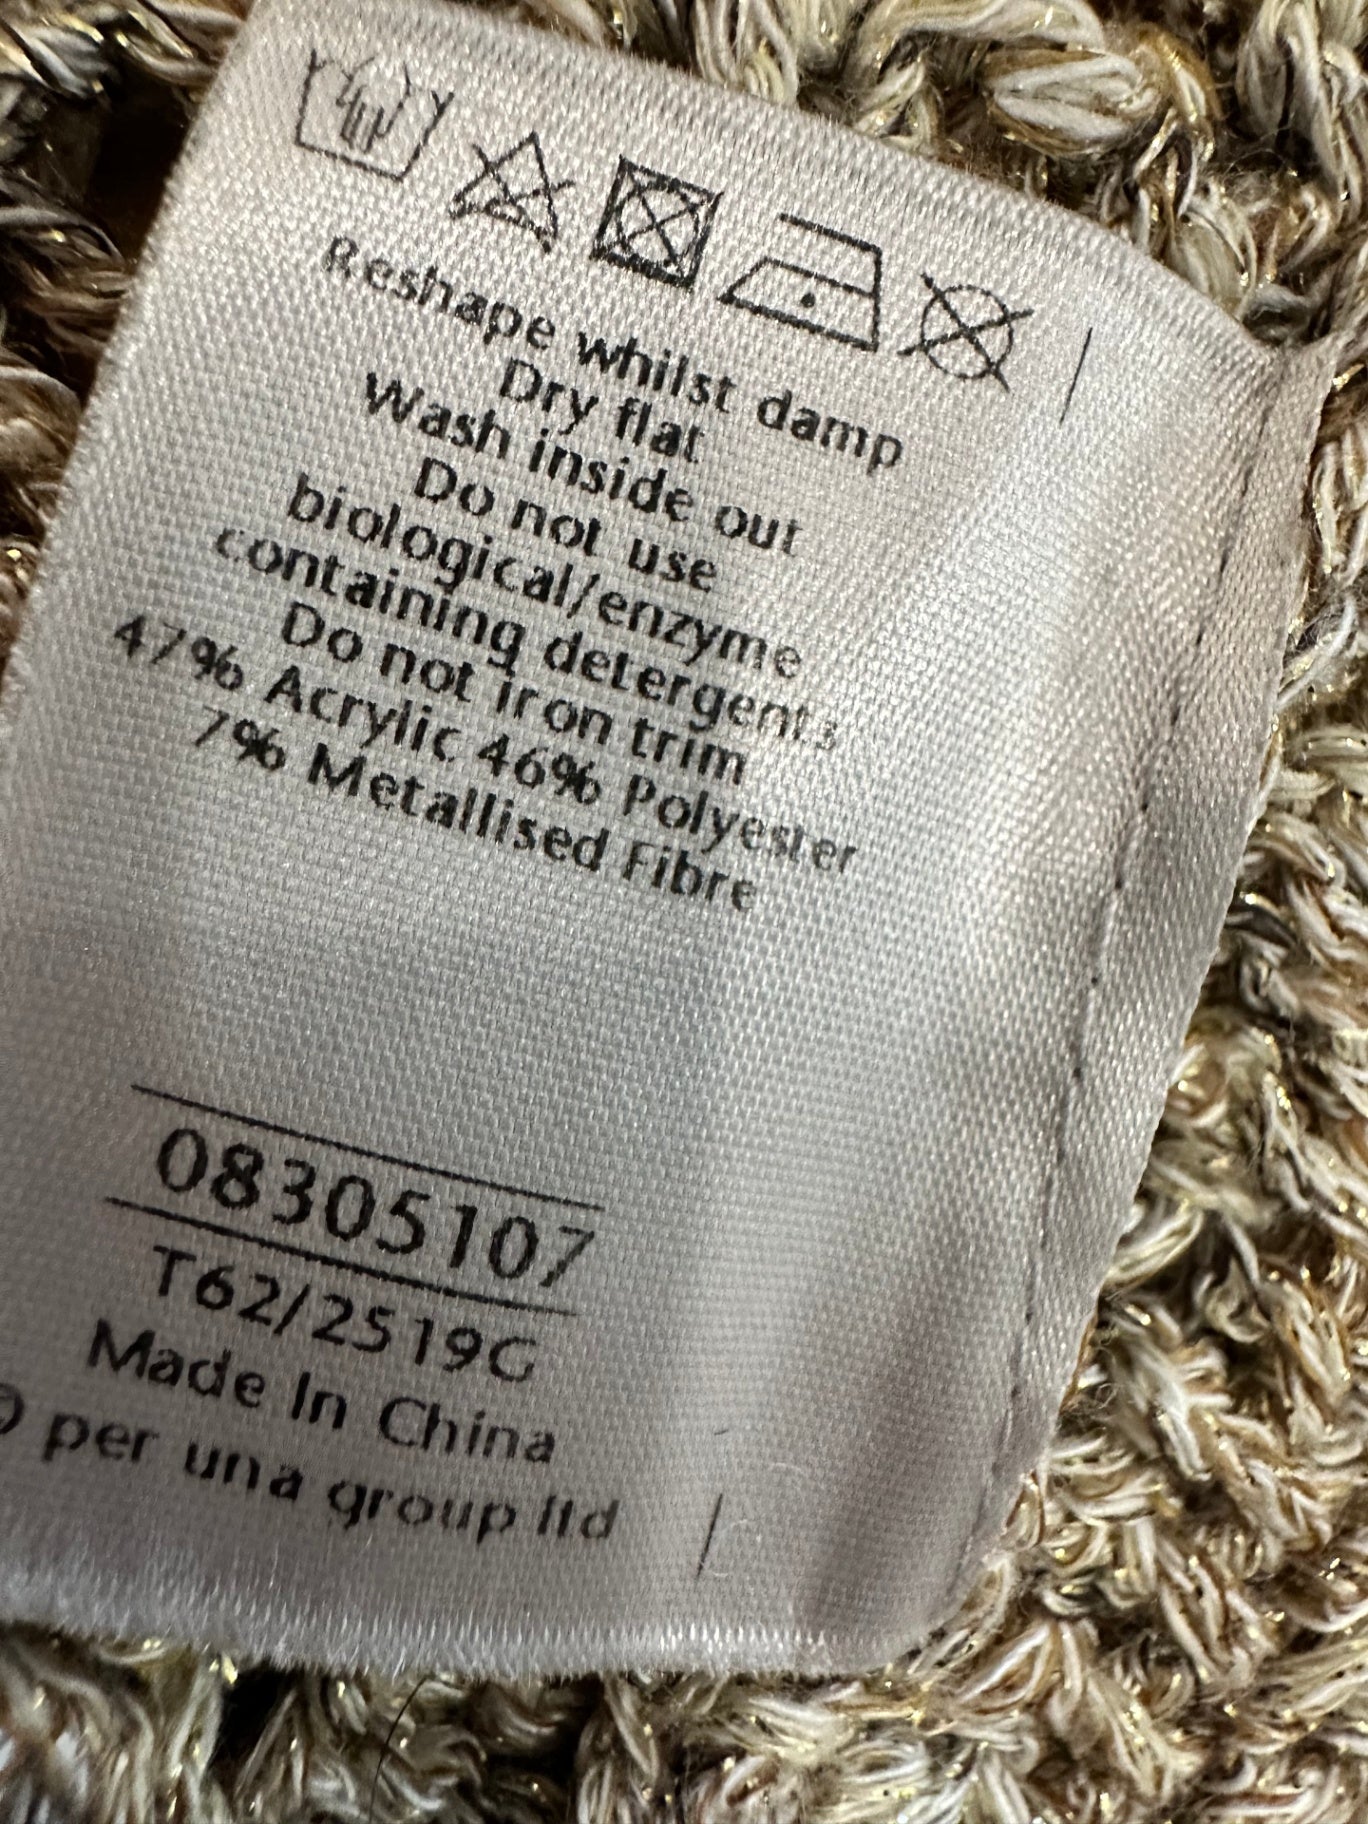 Reshape whilst damp
Dry flat
Wash inside out
Do not use
biological/enzyme
containing detergents
Do not iron trim
47% Acrylic 46% Polyester
7% Metallised Fibre
08305107
T62/2519G
Made In China
per una group ltd